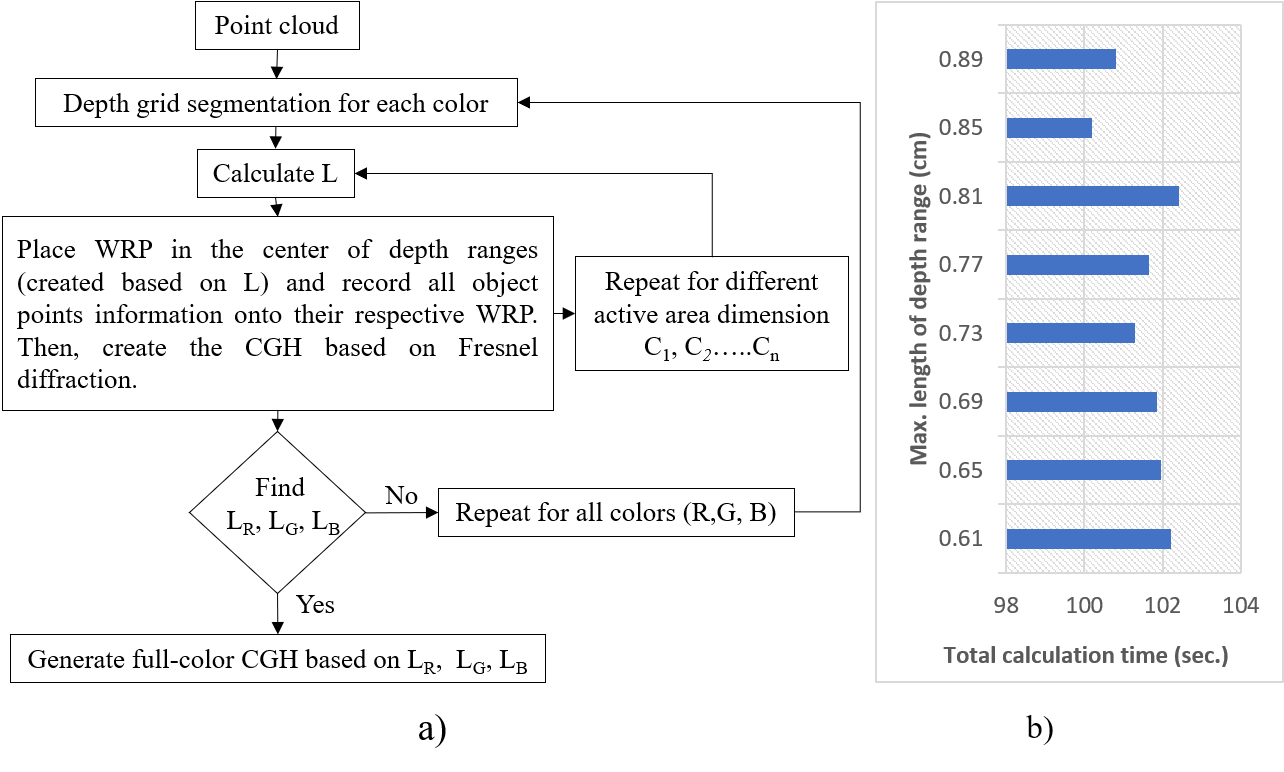 Point cloud
Depth grid segmentation for each color
Calculate L
Place WRP in the center of depth ranges
(created based on L) and record all object
points information onto their respective WRP.
Then, create the CGH based on Fresnel
diffraction.
Repeat for different
active area dimension
C1, C2…..Cn
Find
LR, LG, LB
No
Repeat for all colors (R,G, B)
Yes
Generate full-color CGH based on LR, LG, LB
a)
Max. length of depth range (cm)
0.89
0.85
0.81
0.77
0.73
0.69
0.65
0.61
98 100 102 104
Total calculation time (sec.)
b)